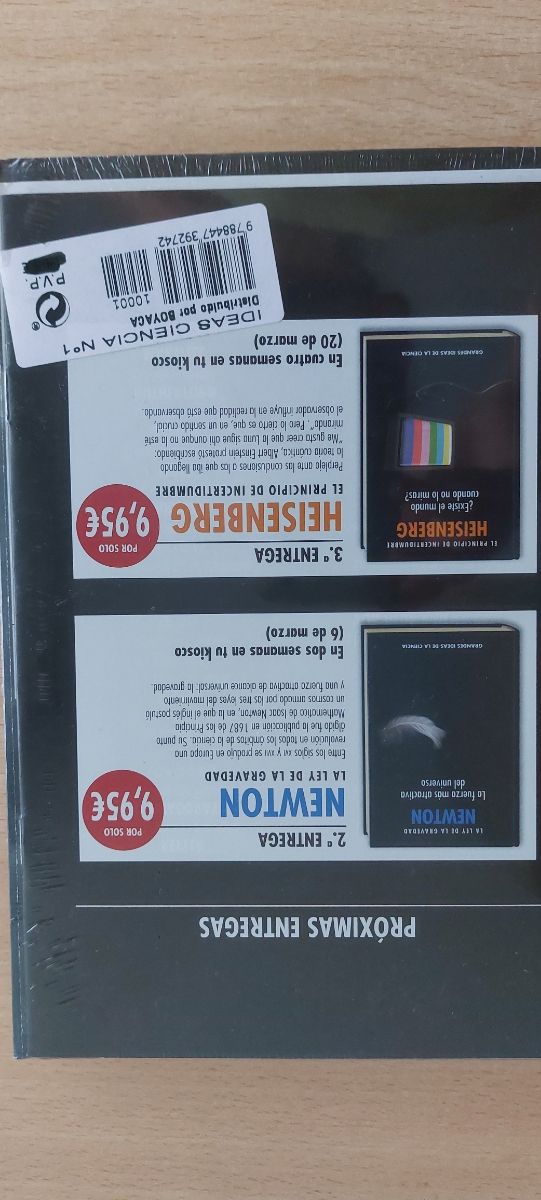 PRÓXIMAS ENTREGAS
LA LEY DE LA GRAVEDAD
NEWTON
La fuerza más atractiva
del universo
GRANDES IDEAS DE LA CIENCIA
2.ª ENTREGA
NEWTON
LA LEY DE LA GRAVEDAD
POR SOLO
9,95€
Entre los siglos XVI y XVII se produjo en Europa una
revolución en todos los ámbitos de la ciencia. Su punto
álgido fue la publicación en 1687 de los Principia
Mathematica de Isaac Newton, en la que el inglés postula
un cosmos armado por las tres leyes del movimiento
y una fuerza atractiva de alcance universal: la gravedad.
En dos semanas en tu kiosco
(6 de marzo)
EL PRINCIPIO DE INCERTIDUMBRE
HEISENBERG
¿Existe el mundo
cuando no lo miras?
GRANDES IDEAS DE LA CIENCIA
3.ª ENTREGA
HEISENBERG
EL PRINCIPIO DE INCERTIDUMBRE
POR SOLO
9,95€
Perplejo ante las conclusiones a las que iba llegando
la teoría cuántica, Albert Einstein protestó escribiendo:
"Me gusta creer que la Luna sigue ahí aunque no la esté
mirando". Pero lo cierto es que, en un sentido crucial,
el observador influye en la realidad que está observando.
En cuatro semanas en tu kiosco
(20 de marzo)
IDEAS CIENCIA Nº1
Distribuido por BOYACÁ
10001
9 788447 392742
®
P.V.P.